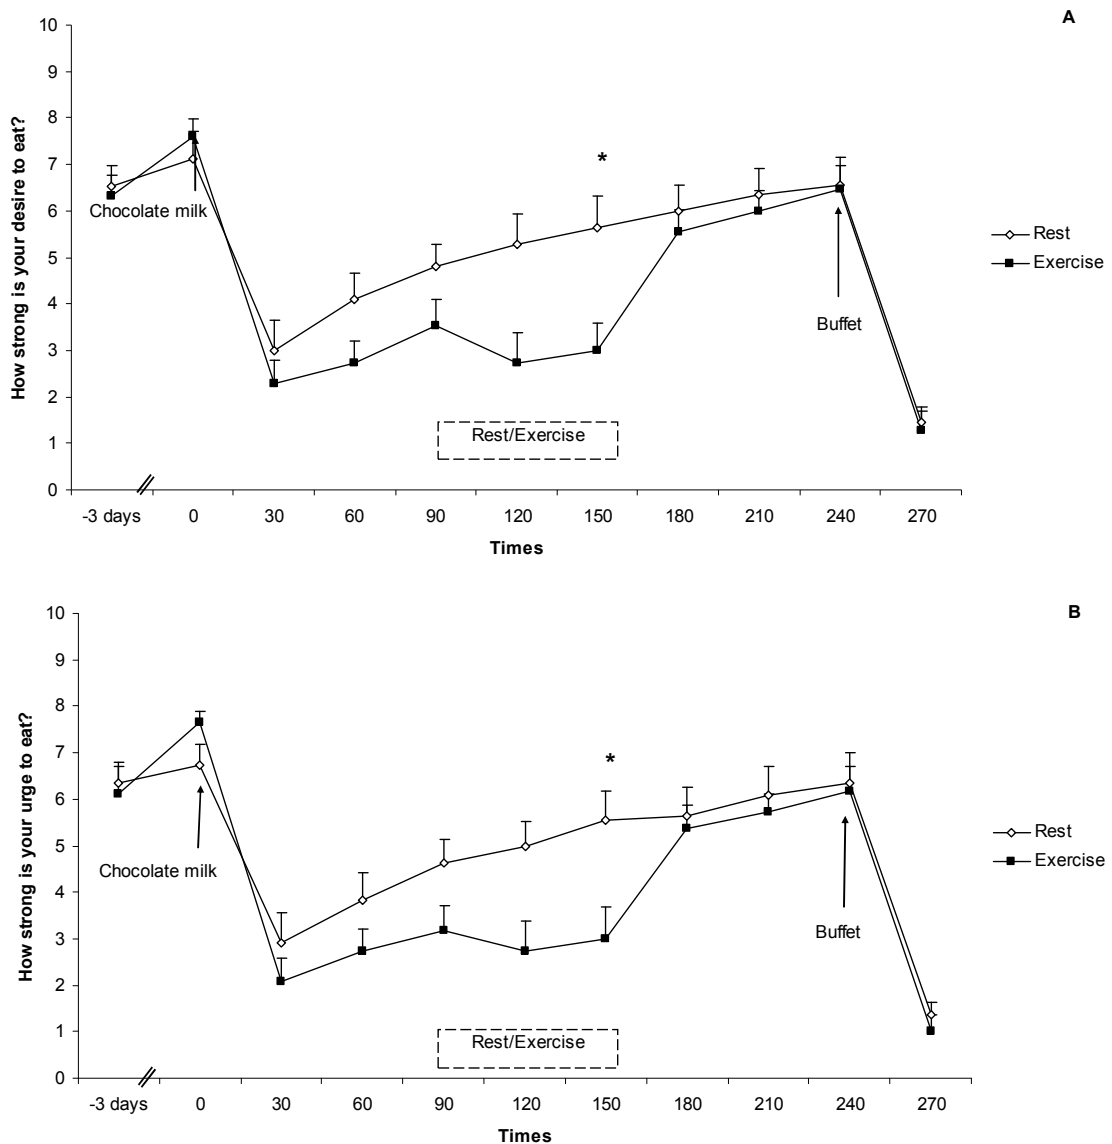 A
10
9
8
7
6
5
4
3
2
1
0
How strong is your desire to eat?
*
Chocolate milk
Buffet
Rest/Exercise
Rest
Exercise
-3 days 0 30 60 90 120 150 180 210 240 270
Times
B
10
9
8
7
6
5
4
3
2
1
0
How strong is your urge to eat?
*
Chocolate milk
Buffet
Rest/Exercise
Rest
Exercise
-3 days 0 30 60 90 120 150 180 210 240 270
Times